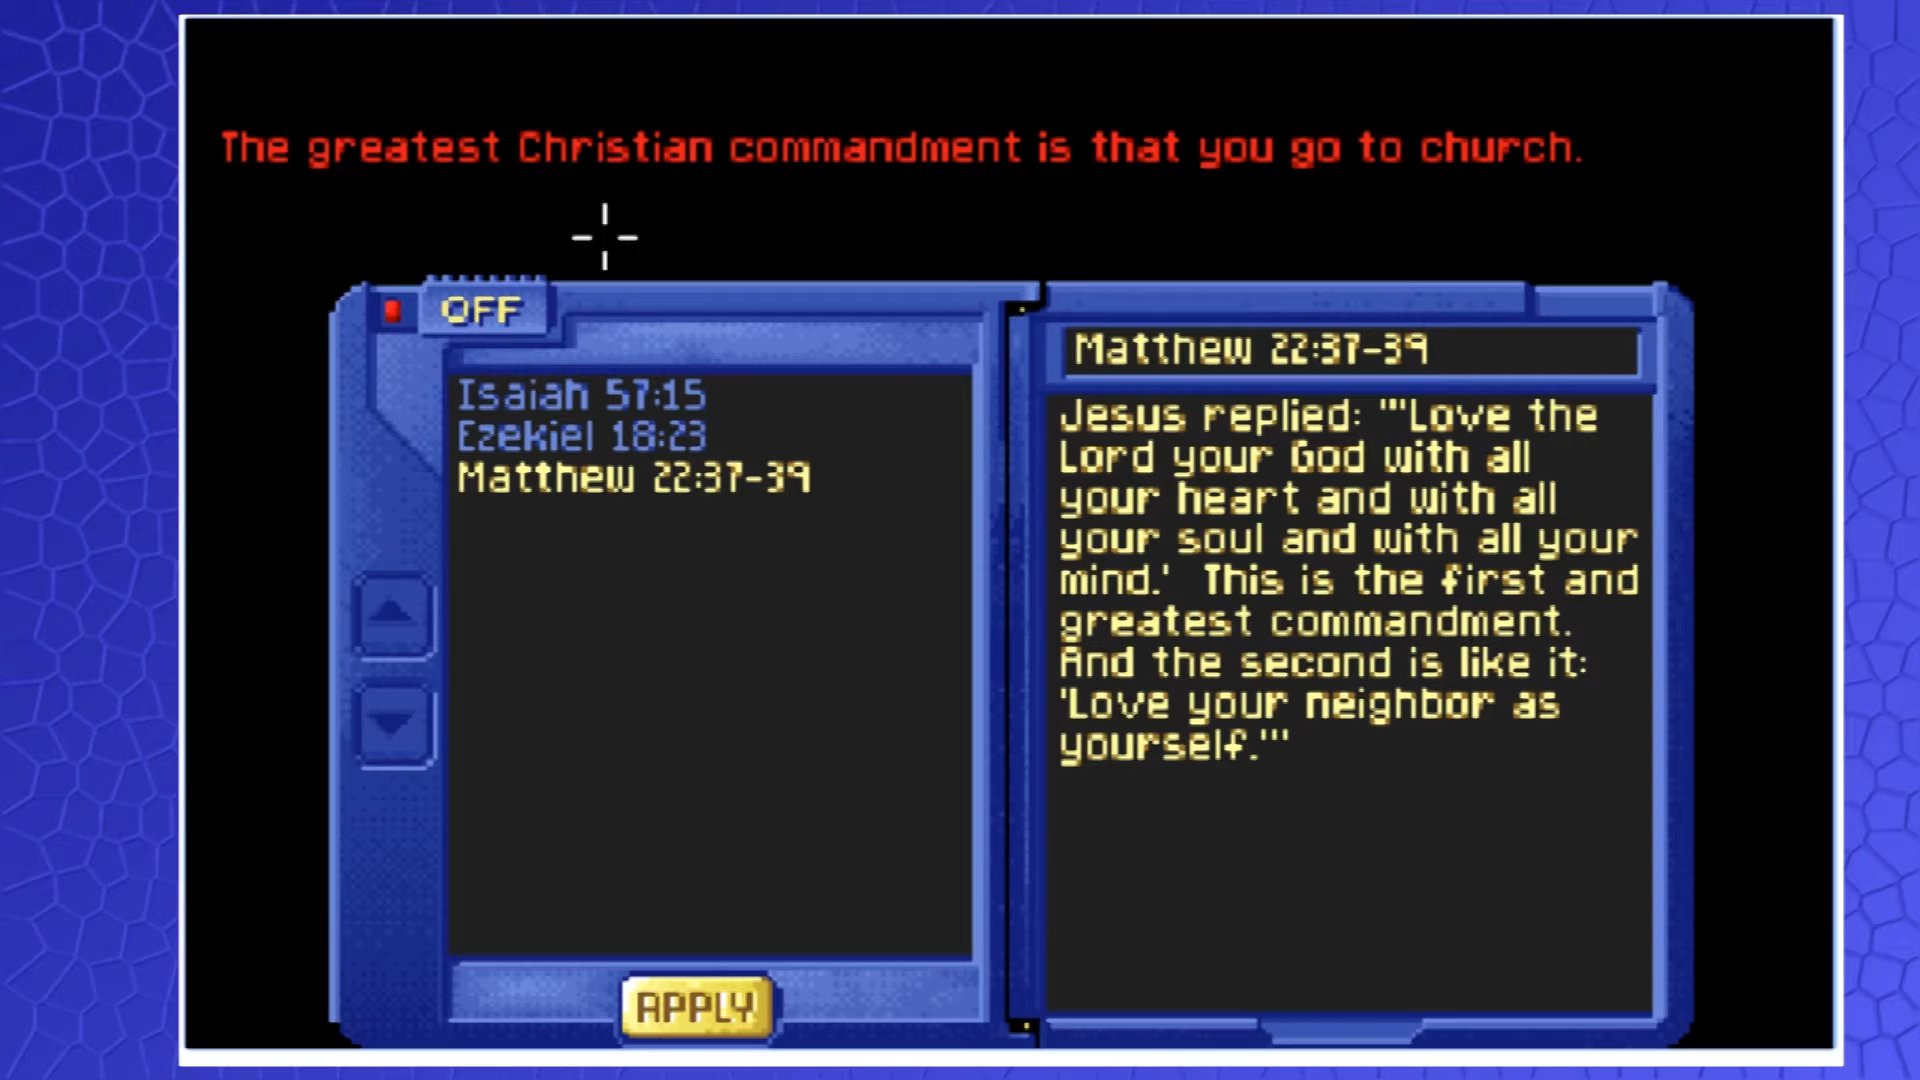 The greatest Christian commandment is that you go to church.
OFF
Isaiah 57:15
Ezekiel 18:23
Matthew 22:37-39
APPLY
Matthew 22:37-39
Jesus replied: "'Love the
Lord your God with all
your heart and with all
your soul and with all your
mind.'  This is the first and
greatest commandment.
And the second is like it:
'Love your neighbor as
yourself.'"